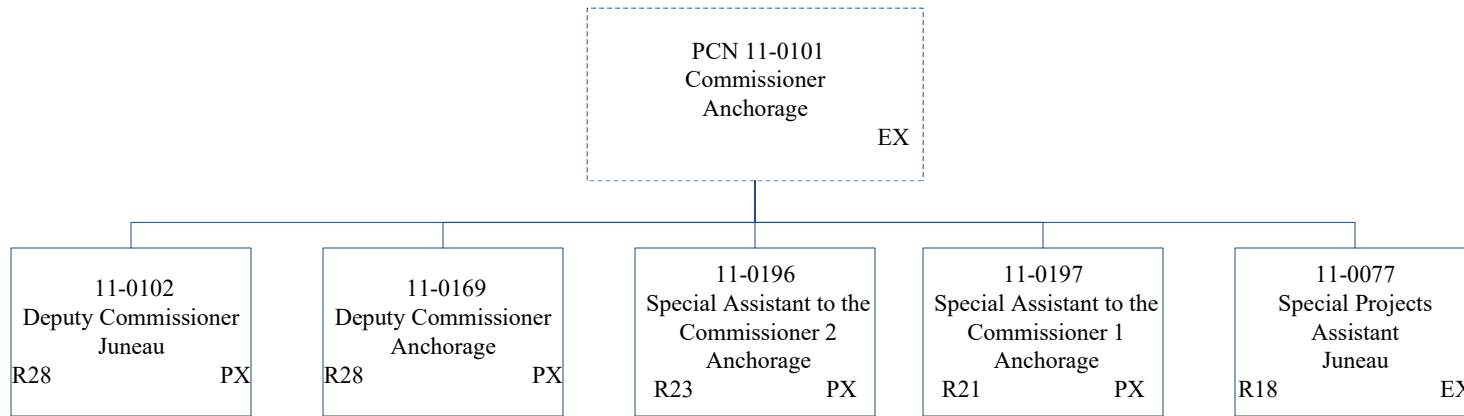 PCN 11-0101
Commissioner
Anchorage
EX
11-0102
Deputy Commissioner
Juneau
R28 PX
11-0169
Deputy Commissioner
Anchorage
R28 PX
11-0196
Special Assistant to the
Commissioner 2
Anchorage
R23 PX
11-0197
Special Assistant to the
Commissioner 1
Anchorage
R21 PX
11-0077
Special Projects
Assistant
Juneau
R18 EX